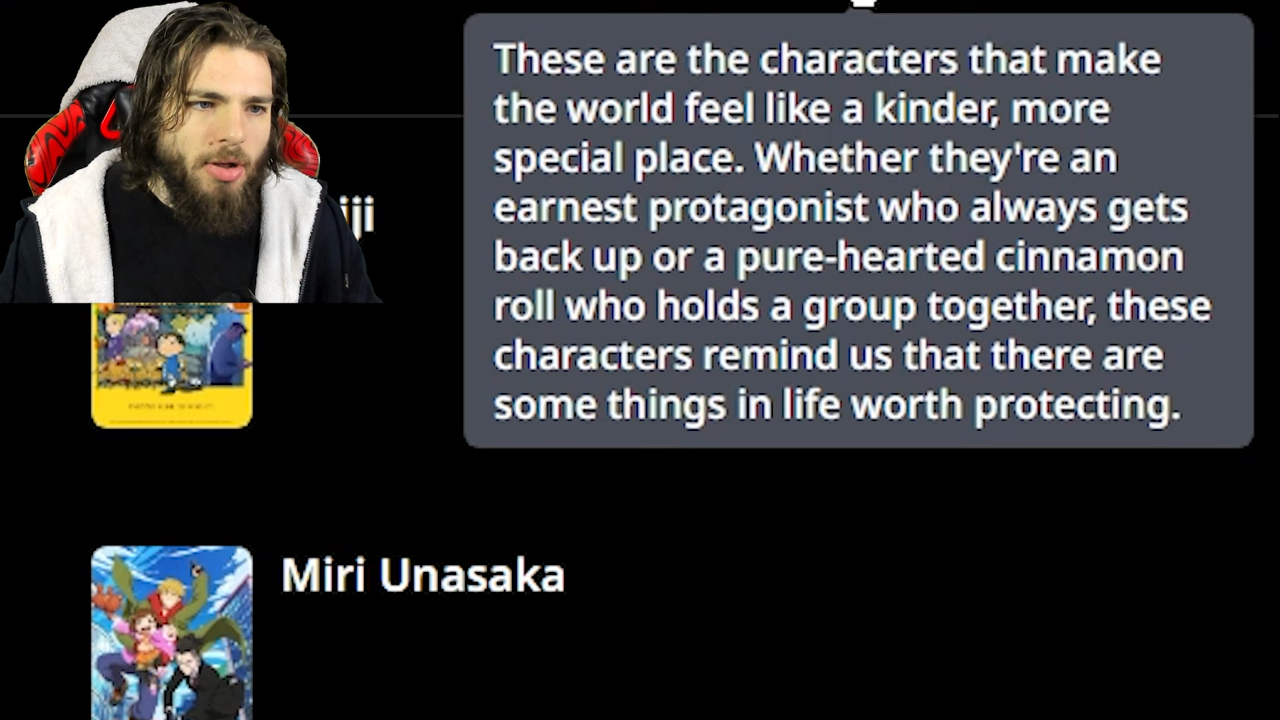 These are the characters that make
the world feel like a kinder, more
special place. Whether they're an
earnest protagonist who always gets
back up or a pure-hearted cinnamon
roll who holds a group together, these
characters remind us that there are
some things in life worth protecting.
iji
Miri Unasaka